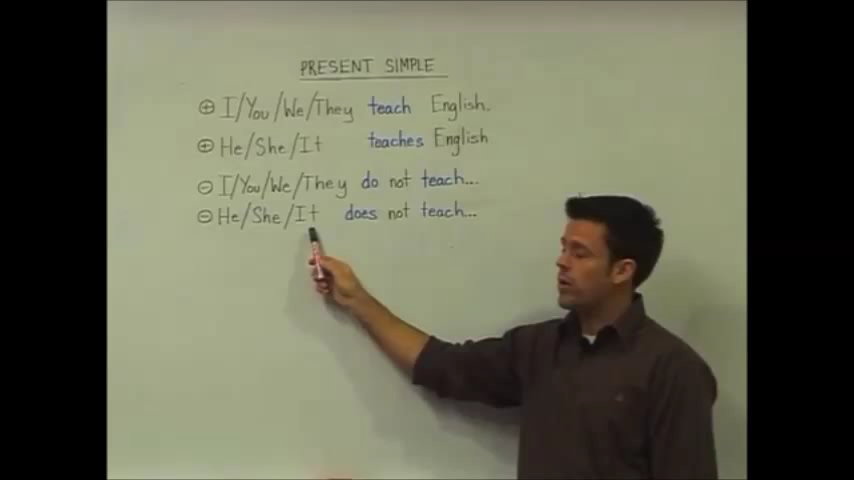 PRESENT SIMPLE
⊕ I/You/We/They teach English.
⊕ He/She/It teaches English
⊖ I/You/We/They do not teach...
⊖ He/She/It does not teach...